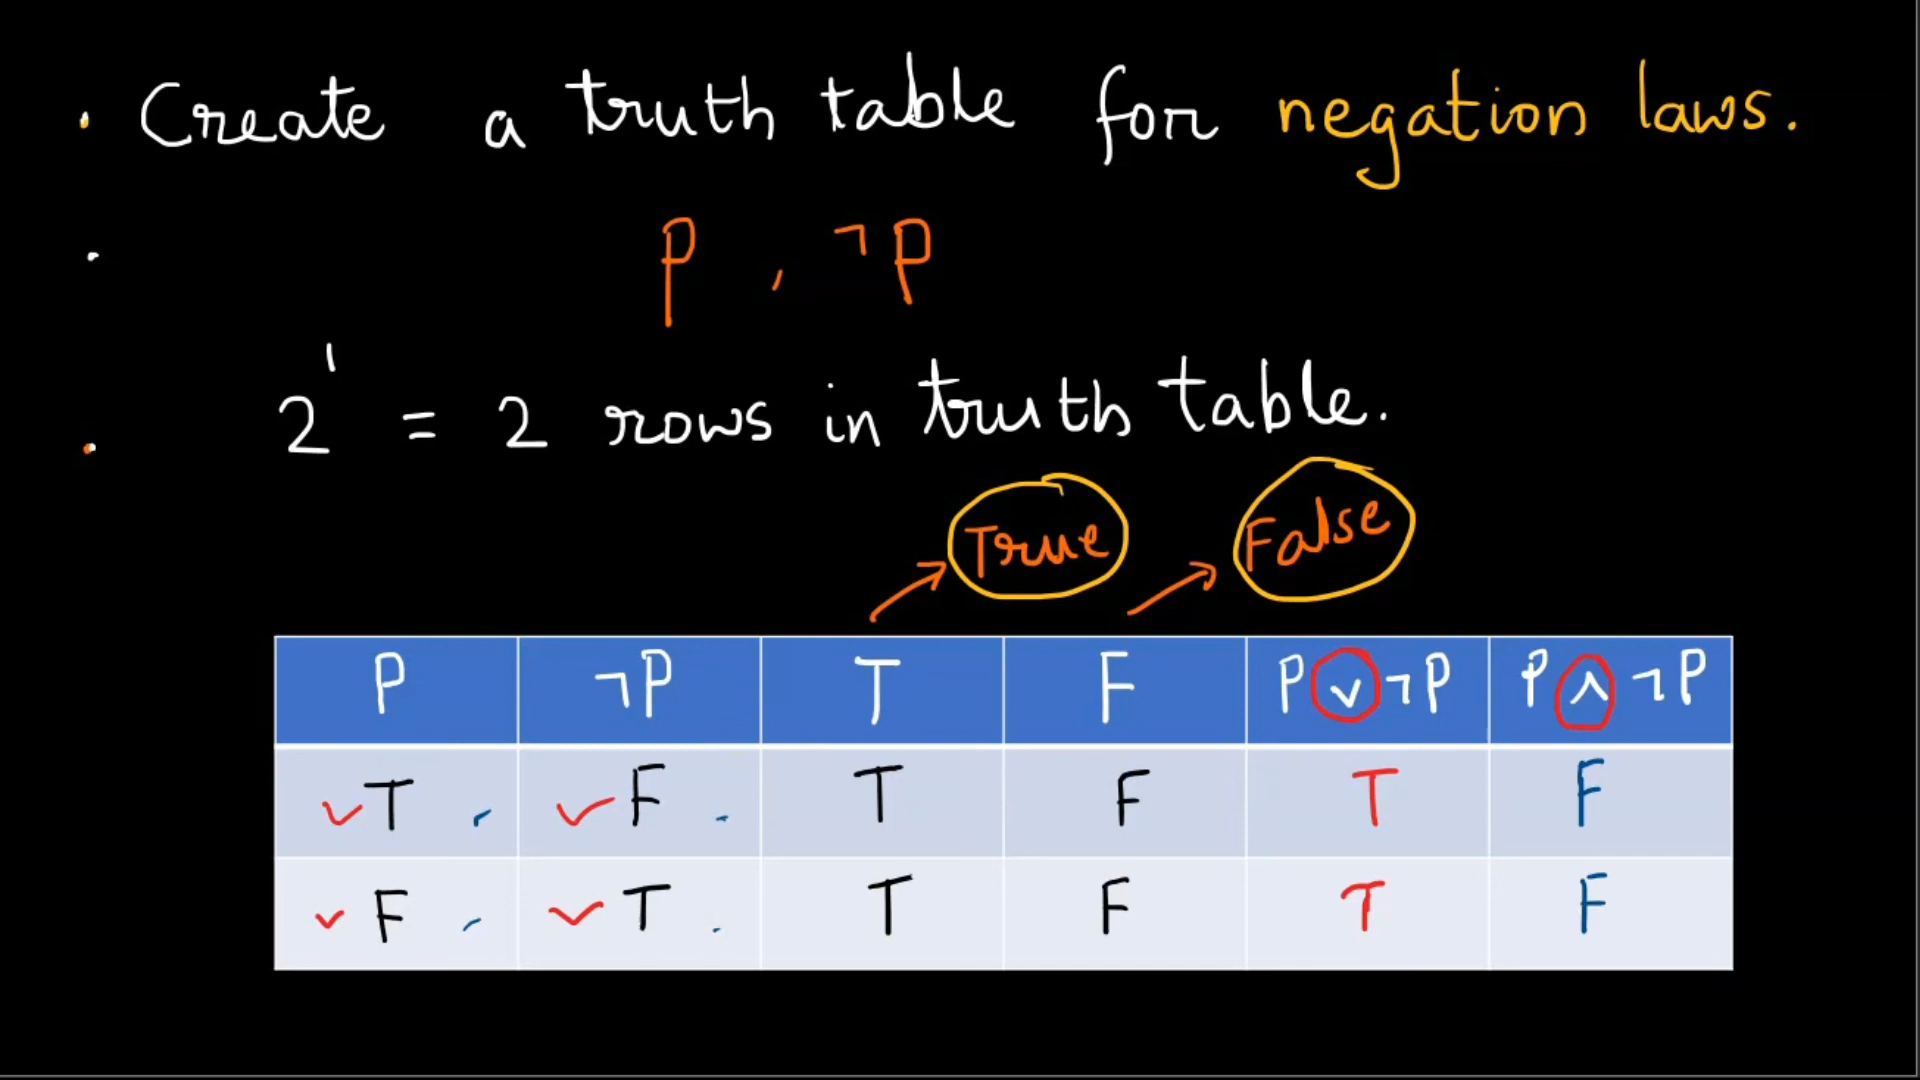 • Create a truth table for negation laws.
• P , ¬P
• 2¹ = 2 rows in truth table.
True False
P ¬P T F P∨¬P P∧¬P
T F T F T F
F T T F T F